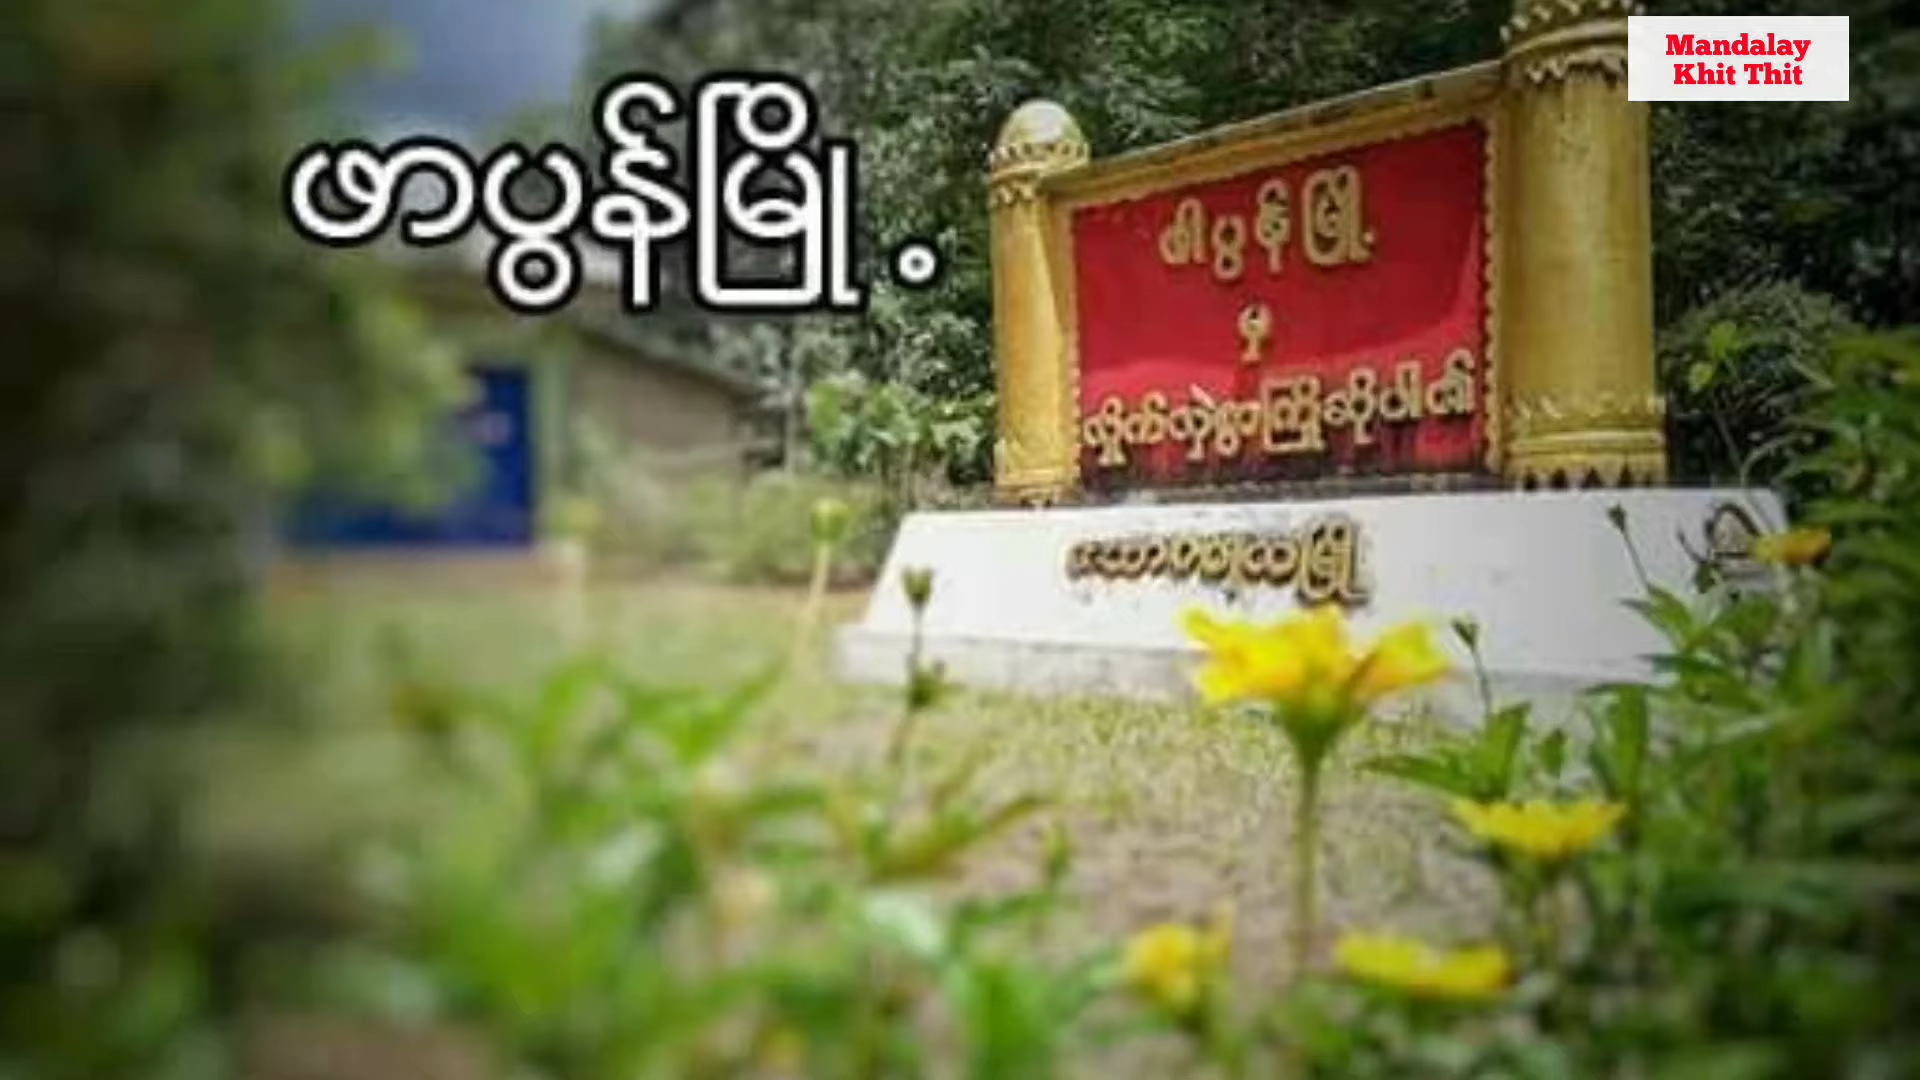 Mandalay
Khit Thit
ဖာပွန်မြို့
ဖါပွန်မြို့
မှ
လှိုက်လှဲစွာကြိုဆိုပါ၏